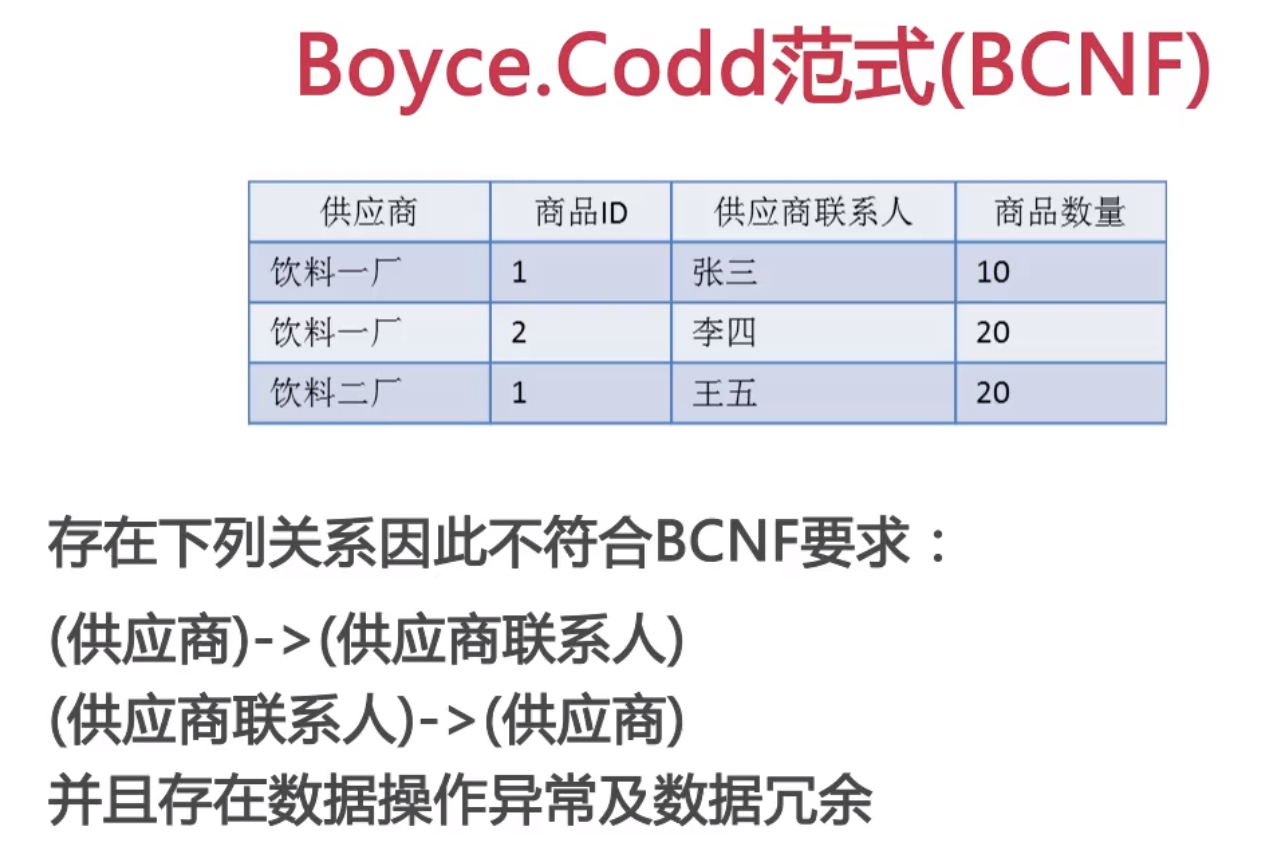 Boyce.Codd范式(BCNF)
供应商 商品ID 供应商联系人 商品数量
饮料一厂 1 张三 10
饮料一厂 2 李四 20
饮料二厂 1 王五 20
存在下列关系因此不符合BCNF要求：
(供应商)->(供应商联系人)
(供应商联系人)->(供应商)
并且存在数据操作异常及数据冗余